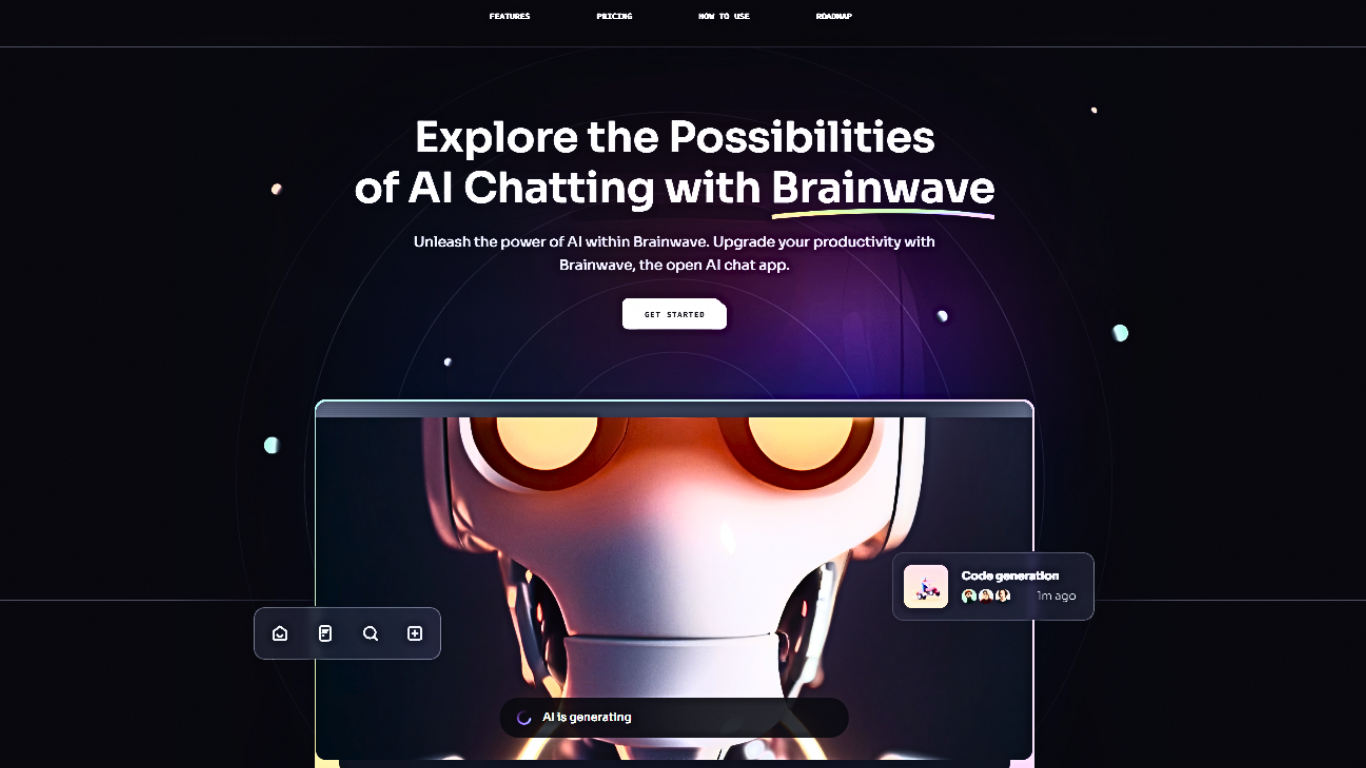 FEATURES PRICING HOW TO USE ROADMAP
Explore the Possibilities
of AI Chatting with Brainwave
Unleash the power of AI within Brainwave. Upgrade your productivity with
Brainwave, the open AI chat app.
GET STARTED
Code generation
1m ago
AI is generating